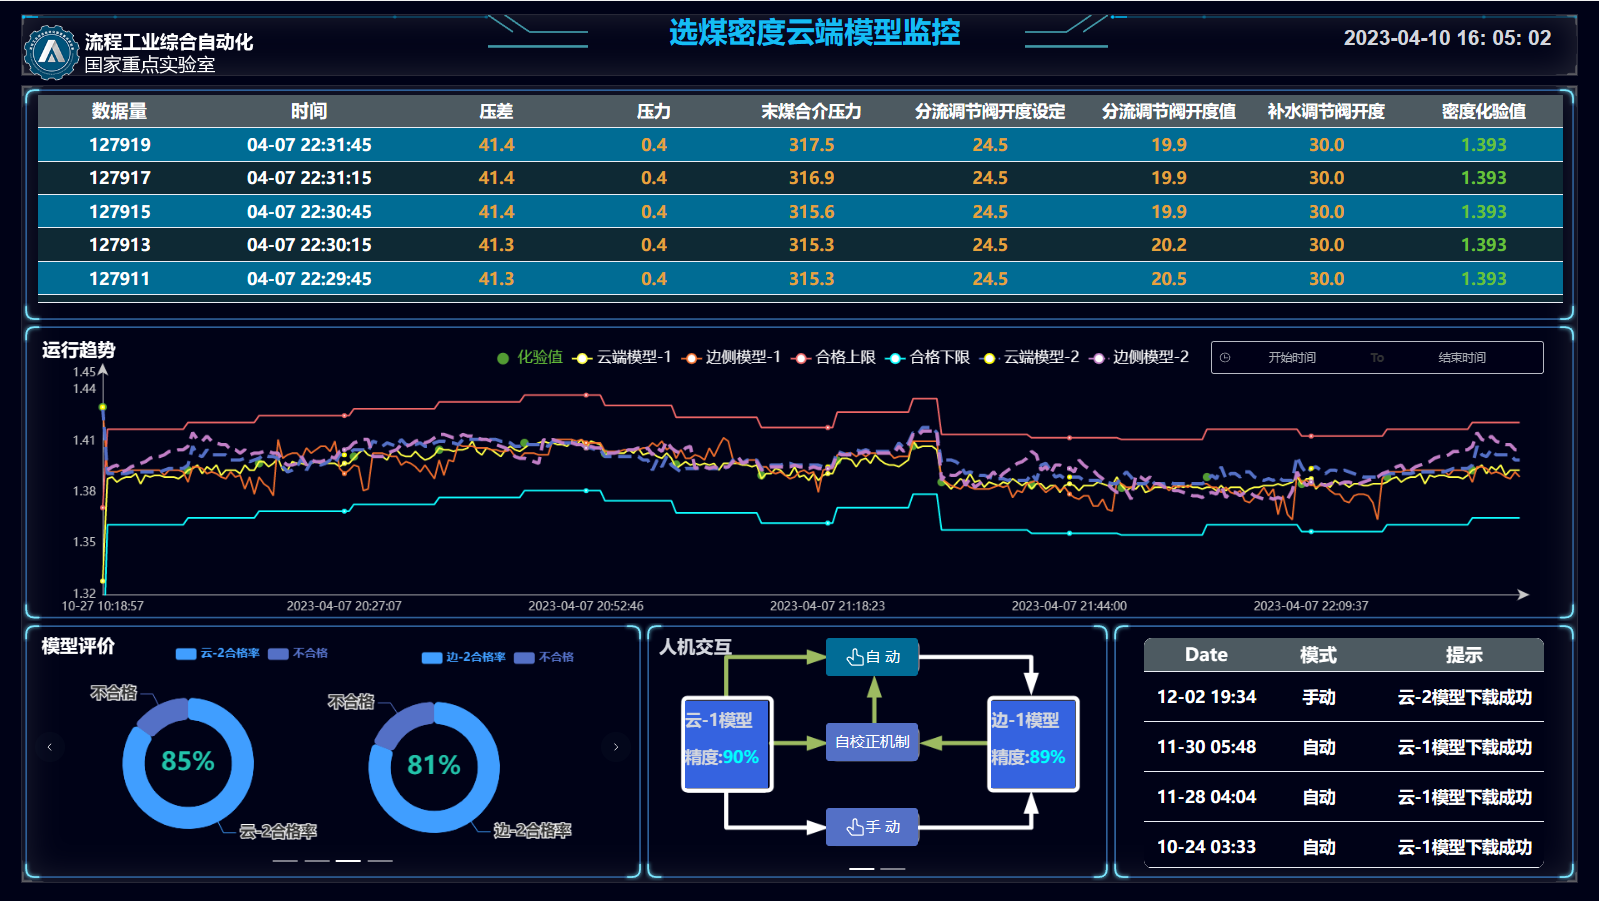 流程工业综合自动化
国家重点实验室
选煤密度云端模型监控
2023-04-10 16: 05: 02
数据量 时间 压差 压力 末煤合介压力 分流调节阀开度设定 分流调节阀开度值 补水调节阀开度 密度化验值
127919 04-07 22:31:45 41.4 0.4 317.5 24.5 19.9 30.0 1.393
127917 04-07 22:31:15 41.4 0.4 316.9 24.5 19.9 30.0 1.393
127915 04-07 22:30:45 41.4 0.4 315.6 24.5 19.9 30.0 1.393
127913 04-07 22:30:15 41.3 0.4 315.3 24.5 20.2 30.0 1.393
127911 04-07 22:29:45 41.3 0.4 315.3 24.5 20.5 30.0 1.393
运行趋势
化验值 云端模型-1 边侧模型-1 合格上限 合格下限 云端模型-2 边侧模型-2
开始时间 To 结束时间
1.45
1.44
1.41
1.38
1.35
1.32
10-27 10:18:57 2023-04-07 20:27:07 2023-04-07 20:52:46 2023-04-07 21:18:23 2023-04-07 21:44:00 2023-04-07 22:09:37
模型评价
云-2合格率 不合格
不合格
85%
云-2合格率
边-2合格率 不合格
不合格
81%
边-2合格率
人机交互
自 动
云-1模型
精度:90%
自校正机制
边-1模型
精度:89%
手 动
Date 模式 提示
12-02 19:34 手动 云-2模型下载成功
11-30 05:48 自动 云-1模型下载成功
11-28 04:04 自动 云-1模型下载成功
10-24 03:33 自动 云-1模型下载成功